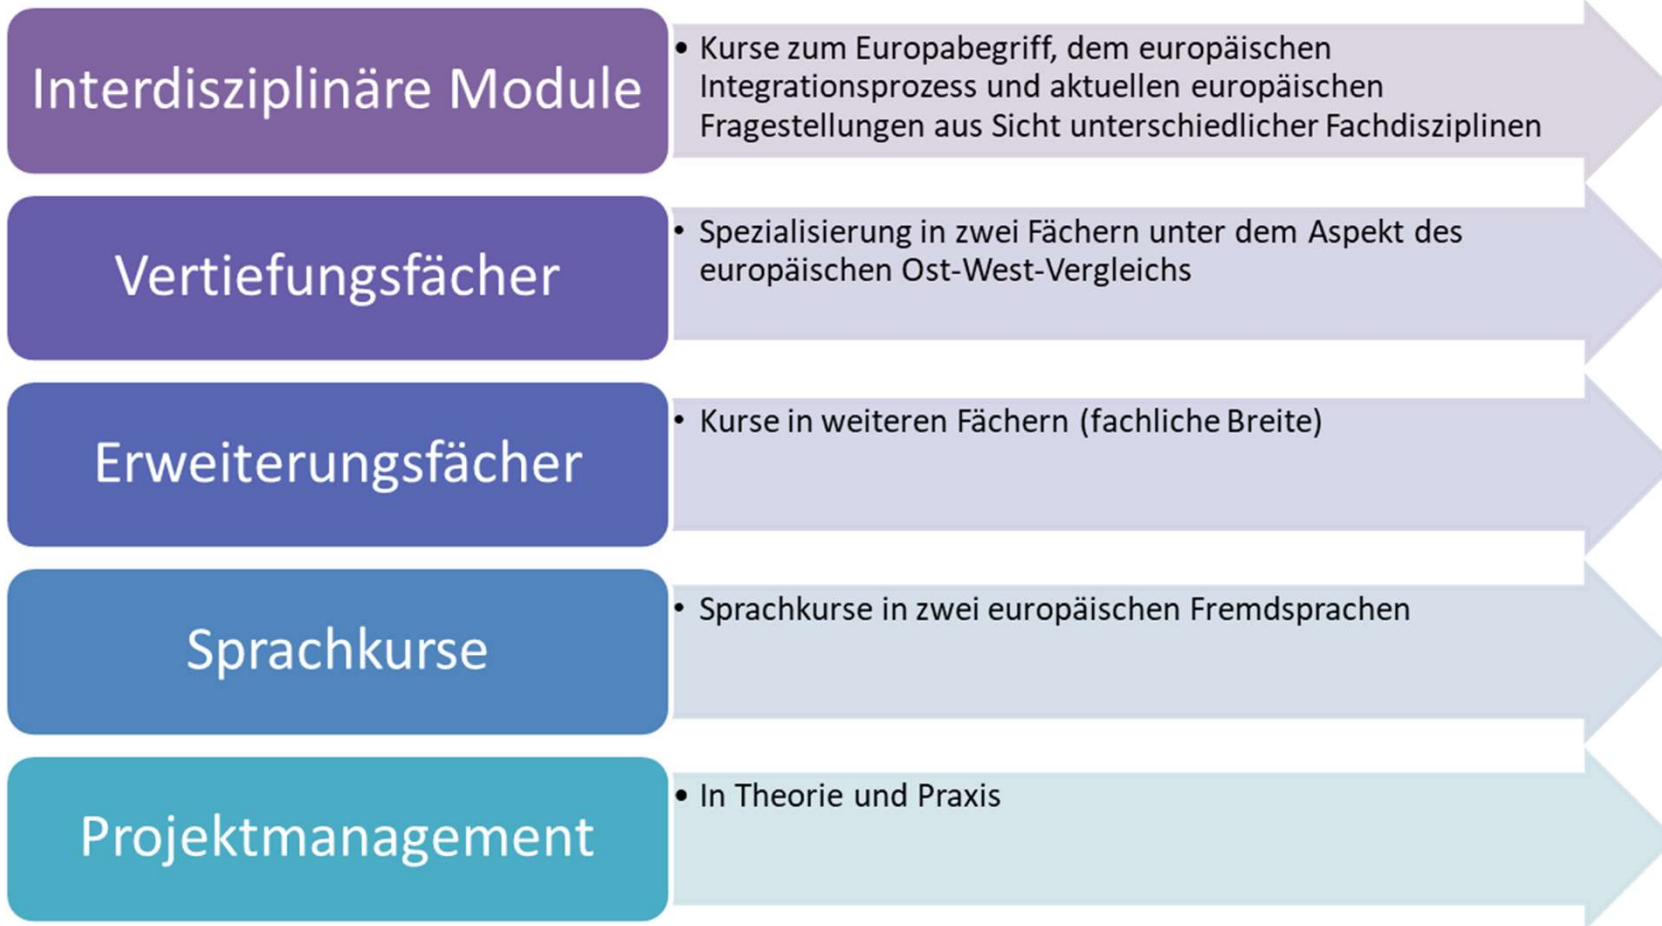 Interdisziplinäre Module
• Kurse zum Europabegriff, dem europäischen
Integrationsprozess und aktuellen europäischen
Fragestellungen aus Sicht unterschiedlicher Fachdisziplinen
Vertiefungsfächer
• Spezialisierung in zwei Fächern unter dem Aspekt des
europäischen Ost-West-Vergleichs
Erweiterungsfächer
• Kurse in weiteren Fächern (fachliche Breite)
Sprachkurse
• Sprachkurse in zwei europäischen Fremdsprachen
Projektmanagement
• In Theorie und Praxis